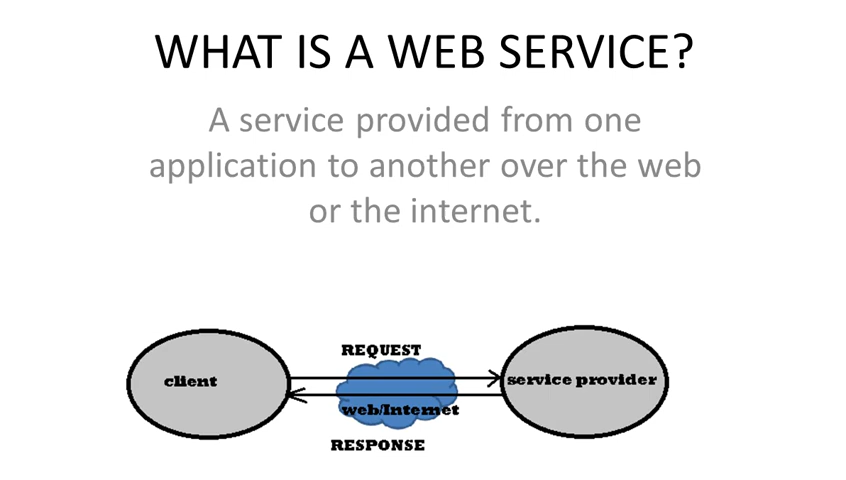 WHAT IS A WEB SERVICE?
A service provided from one
application to another over the web
or the internet.
REQUEST
client
service provider
web/Internet
RESPONSE